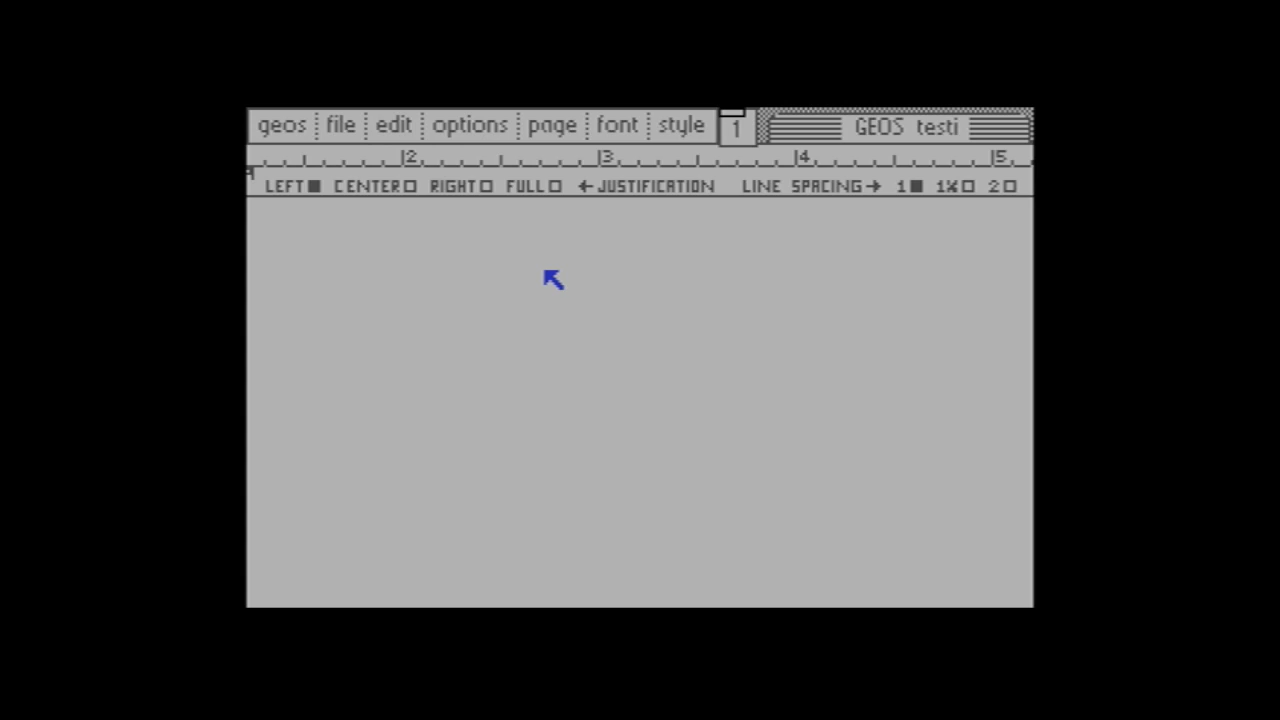 geos file edit options page font style 1 GEOS testi
2 3 4 5
LEFT CENTER RIGHT FULL ←JUSTIFICATION LINE SPACING→ 1 1½ 2